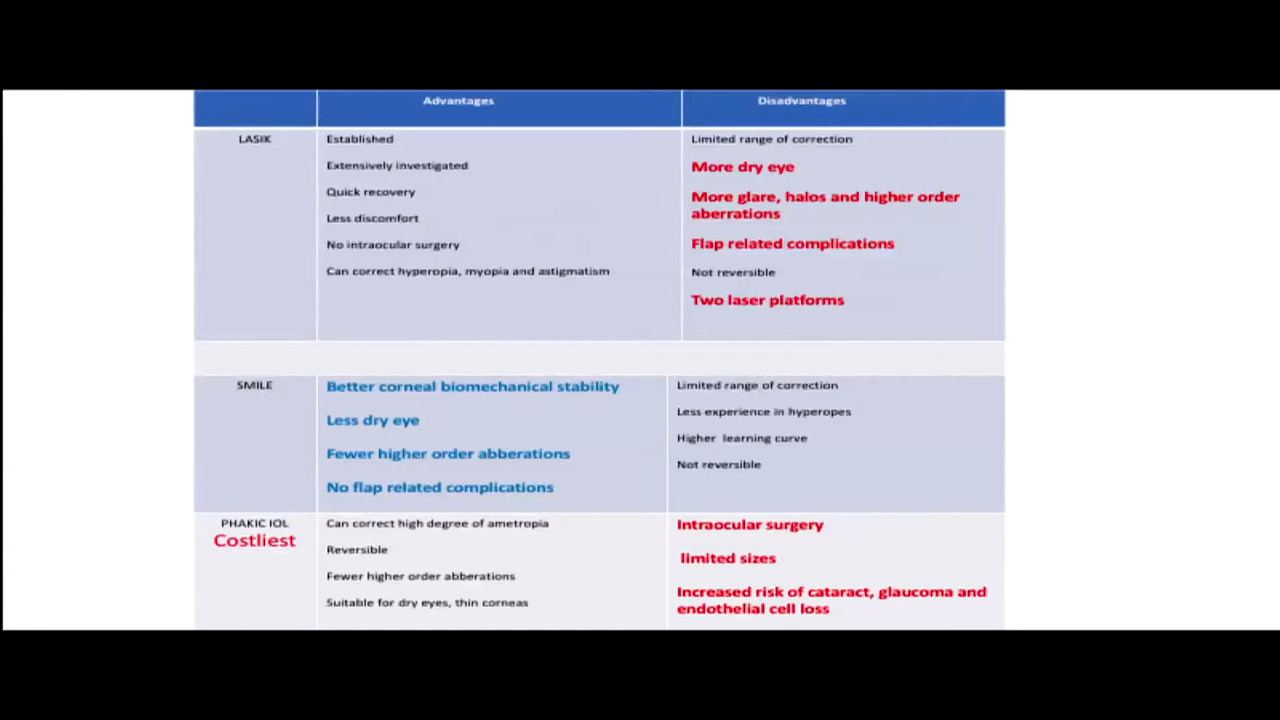 Advantages
Disadvantages
LASIK
Established
Extensively investigated
Quick recovery
Less discomfort
No intraocular surgery
Can correct hyperopia, myopia and astigmatism
Limited range of correction
More dry eye
More glare, halos and higher order
aberrations
Flap related complications
Not reversible
Two laser platforms
SMILE
Better corneal biomechanical stability
Less dry eye
Fewer higher order abberations
No flap related complications
Limited range of correction
Less experience in hyperopes
Higher learning curve
Not reversible
PHAKIC IOL
Costliest
Can correct high degree of ametropia
Reversible
Fewer higher order abberations
Suitable for dry eyes, thin corneas
Intraocular surgery
limited sizes
Increased risk of cataract, glaucoma and
endothelial cell loss